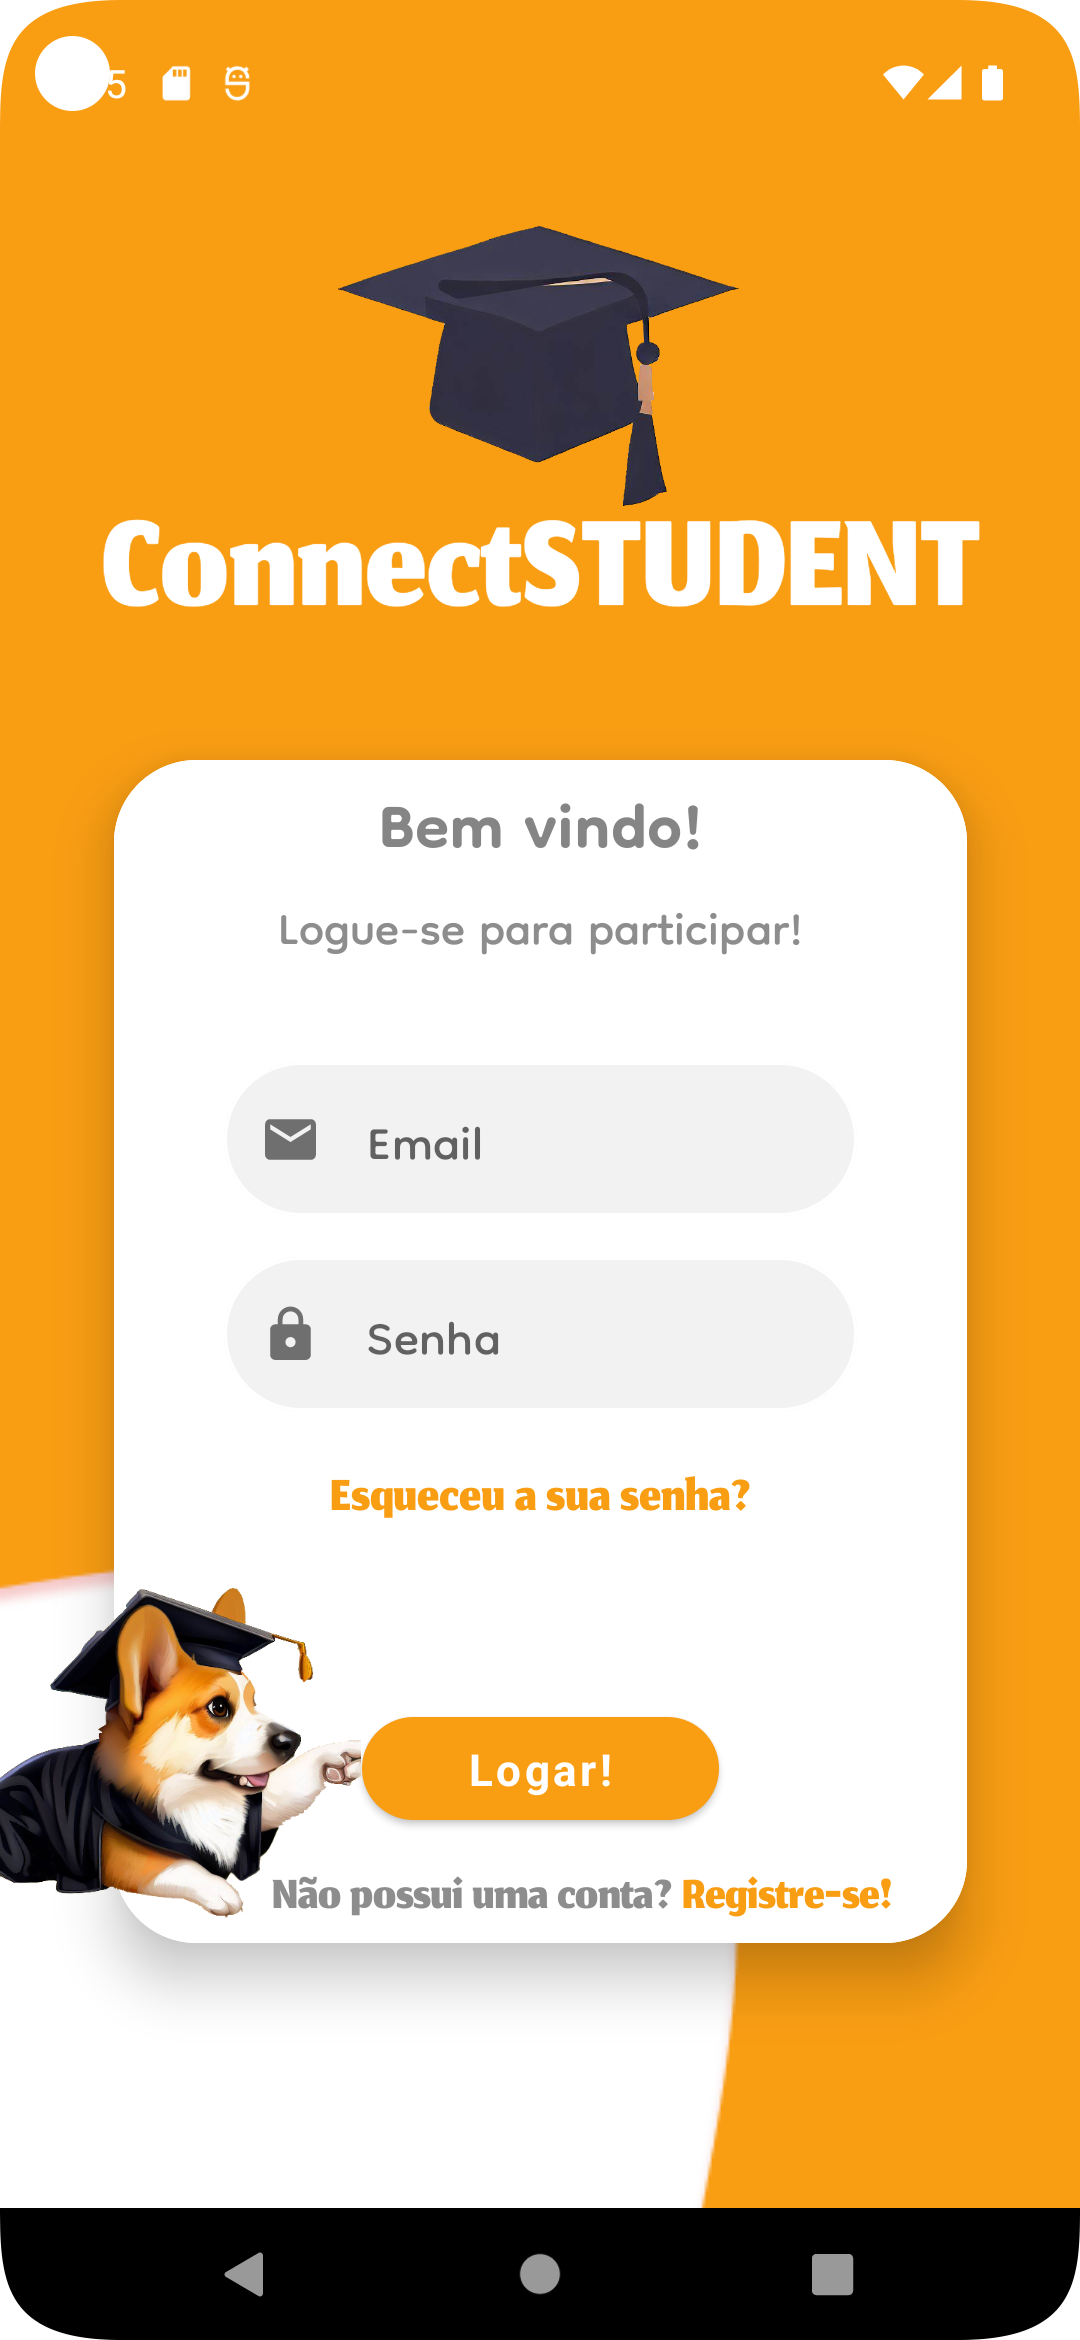 5
ConnectSTUDENT
Bem vindo!
Logue-se para participar!
Email
Senha
Esqueceu a sua senha?
Logar!
Não possui uma conta? Registre-se!